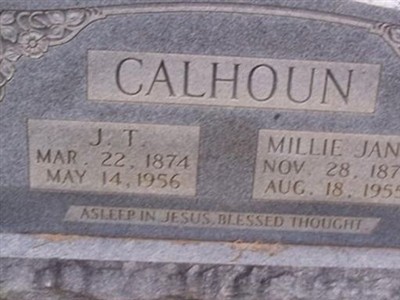 CALHOUN
J. T.
MAR. 22, 1874
MAY 14, 1956
MILLIE JAN
NOV. 28, 187
AUG. 18, 1955
ASLEEP IN JESUS, BLESSED THOUGHT